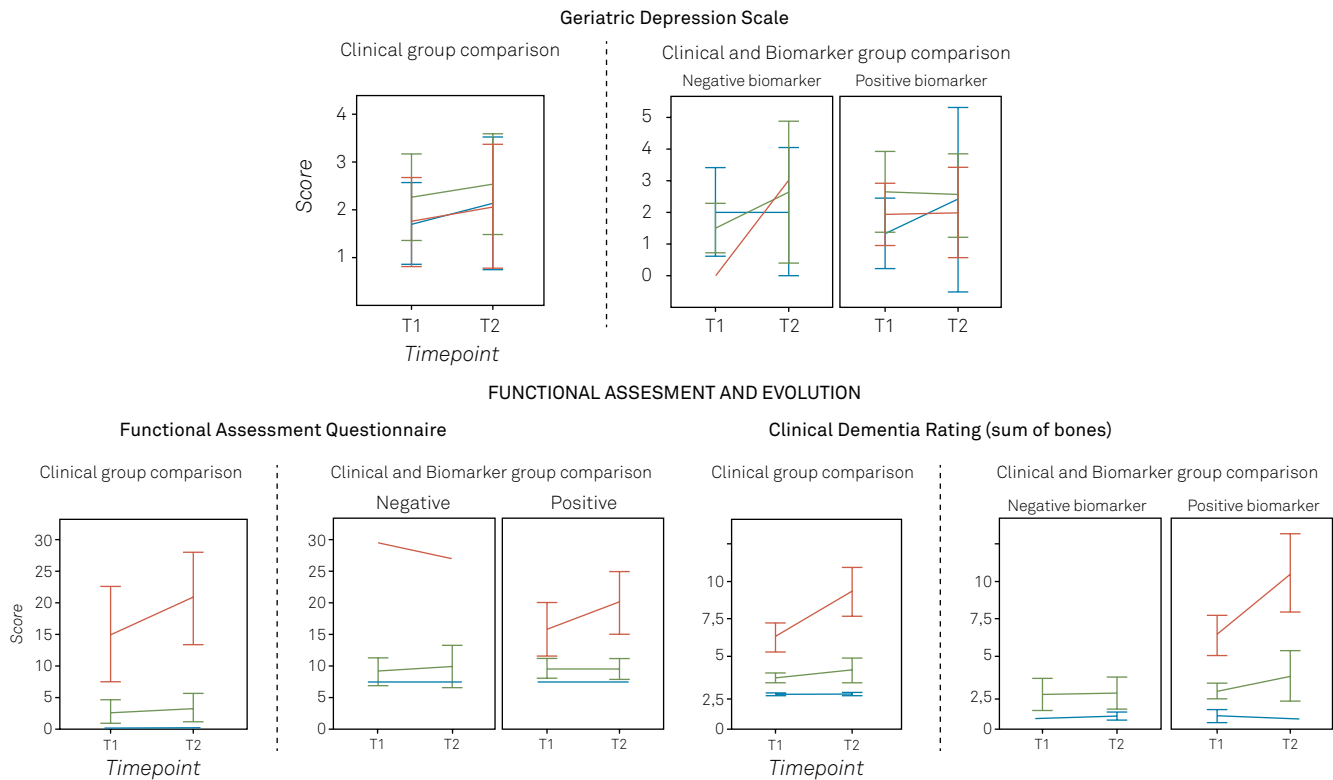 Geriatric Depression Scale
Clinical group comparison
Clinical and Biomarker group comparison
Negative biomarker
Positive biomarker
Score
4
3
2
1
T1
T2
Timepoint
5
4
3
2
1
0
T1
T2
T1
T2
FUNCTIONAL ASSESMENT AND EVOLUTION
Functional Assessment Questionnaire
Clinical group comparison
Clinical and Biomarker group comparison
Negative
Positive
Score
30
25
20
15
10
5
0
T1
T2
Timepoint
30
25
20
15
10
5
0
T1
T2
T1
T2
Clinical Dementia Rating (sum of bones)
Clinical group comparison
Clinical and Biomarker group comparison
Negative biomarker
Positive biomarker
10
7,5
5
2,5
0
T1
T2
Timepoint
10
7,5
5
2,5
0
T1
T2
T1
T2